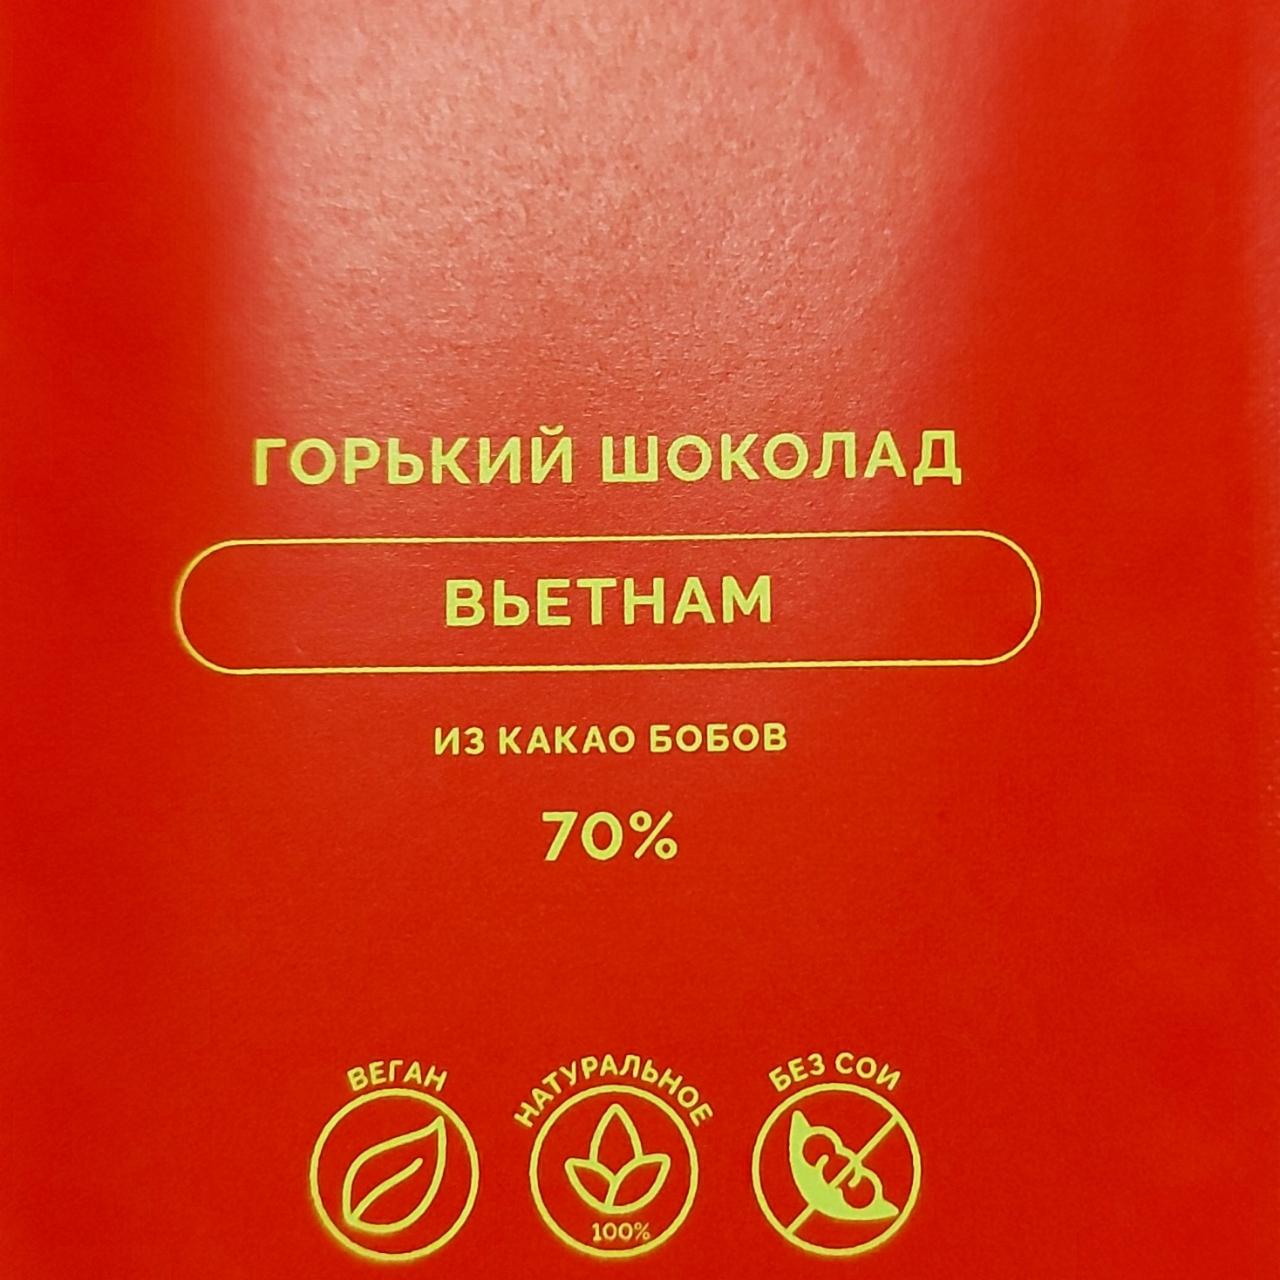 ГОРЬКИЙ ШОКОЛАД
ВЬЕТНАМ
ИЗ КАКАО БОБОВ
70%
ВЕГАН
НАТУРАЛЬНОЕ
БЕЗ СОИ
100%